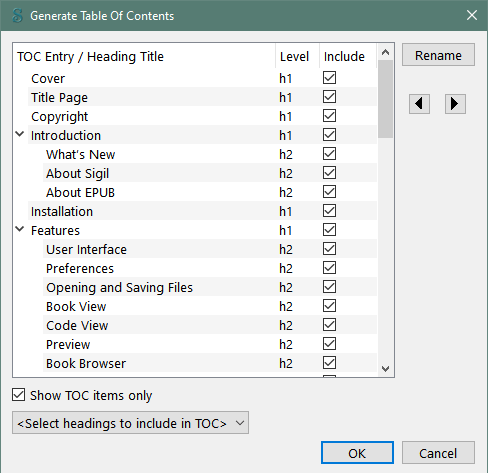 Generate Table Of Contents
TOC Entry / Heading Title Level Include
Rename
Cover h1
Title Page h1
Copyright h1
Introduction h1
What's New h2
About Sigil h2
About EPUB h2
Installation h1
Features h1
User Interface h2
Preferences h2
Opening and Saving Files h2
Book View h2
Code View h2
Preview h2
Book Browser h2
Show TOC items only
<Select headings to include in TOC>
OK Cancel